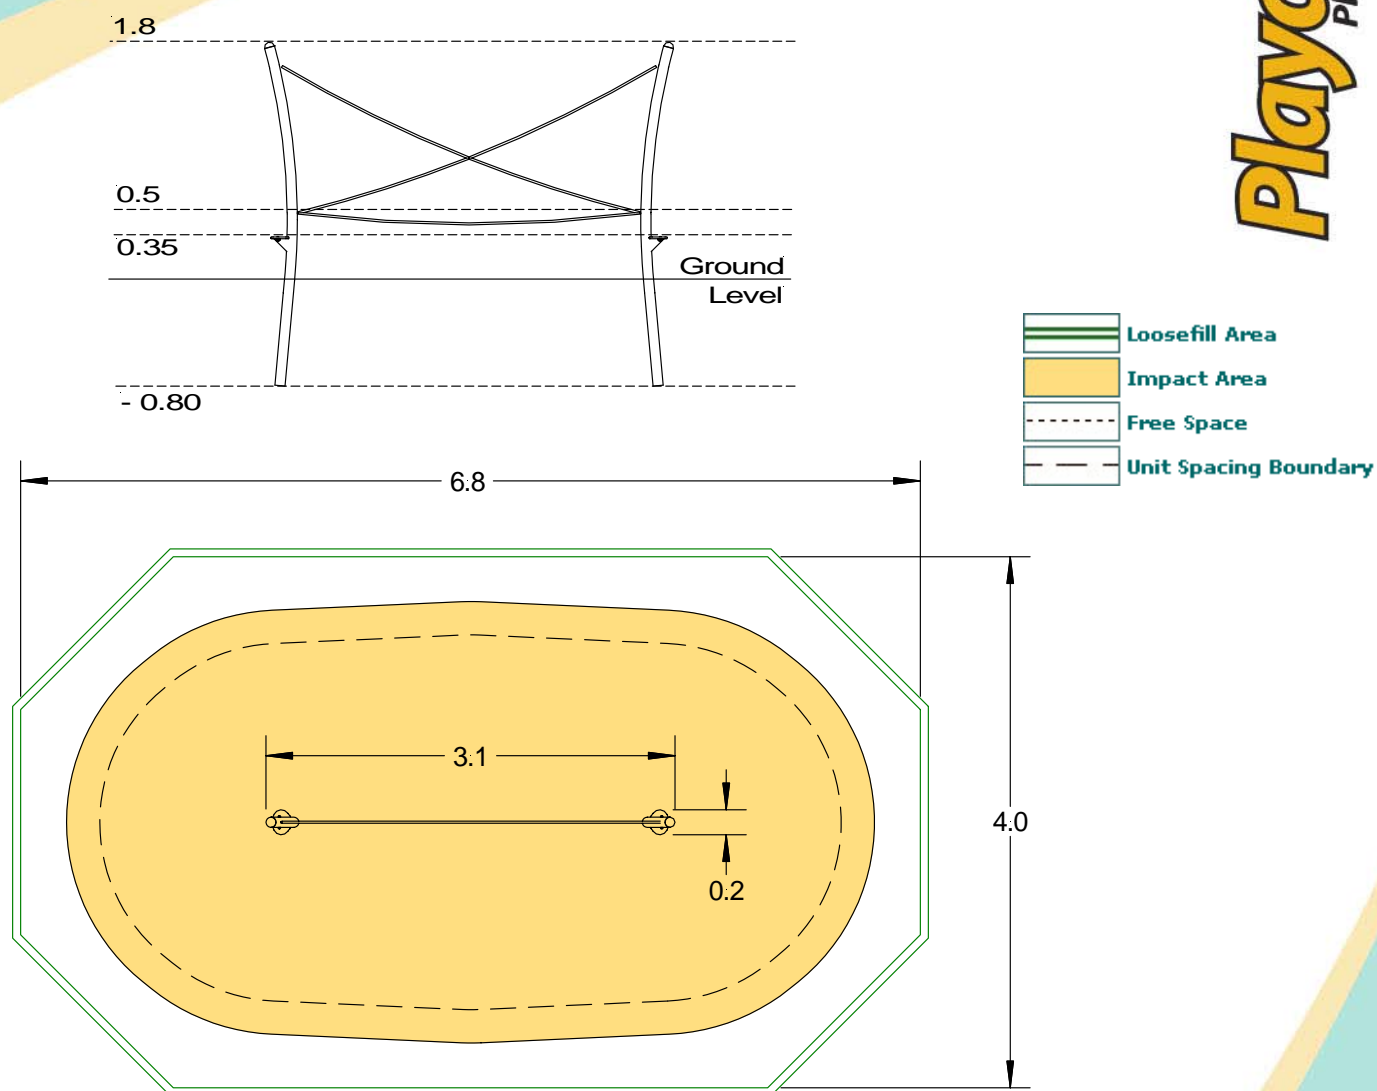 1.8
0.5
0.35
Ground
Level
- 0.80
Loosefill Area
Impact Area
Free Space
Unit Spacing Boundary
6.8
3.1
0.2
4.0